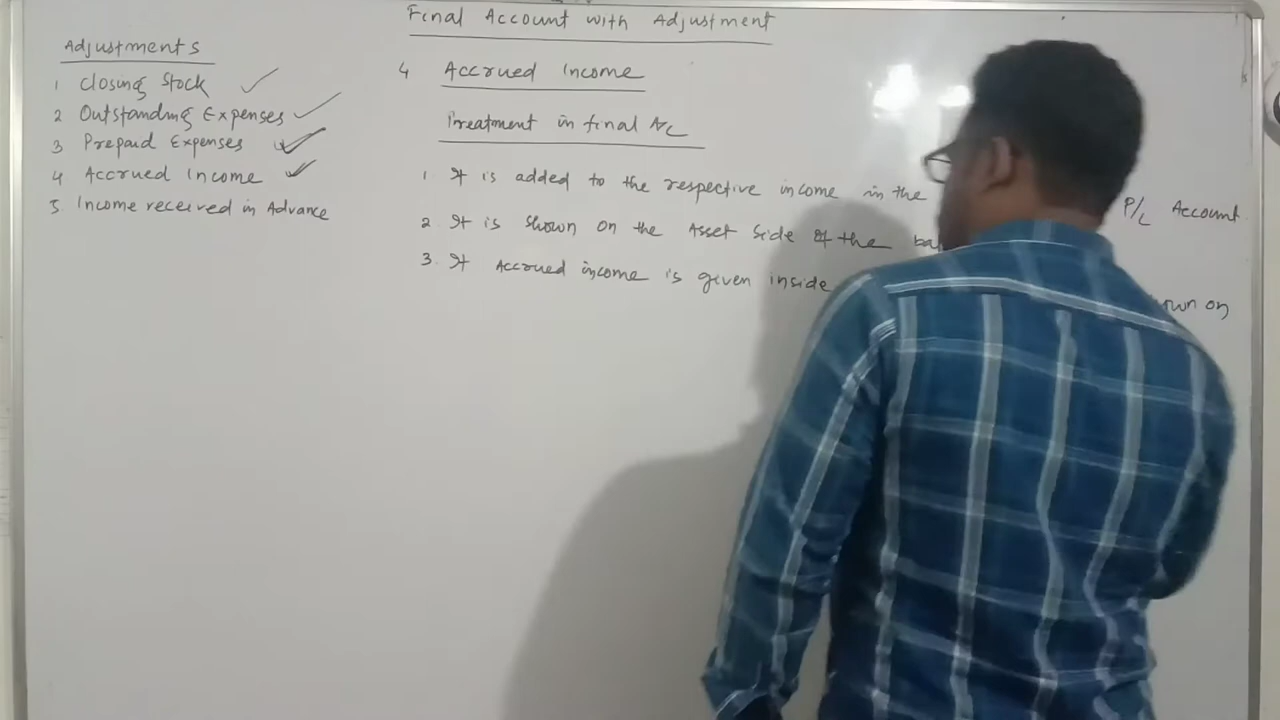 Final Account with Adjustment
Adjustments
1 Closing Stock
2 Outstanding Expenses
3 Prepaid Expenses
4 Accrued Income
5. Income received in Advance
4 Accrued Income
Treatment in final A/c
1. It is added to the respective income in the P/L Account
2 It is shown on the Asset Side of the
3. If Accrued income is given inside
on